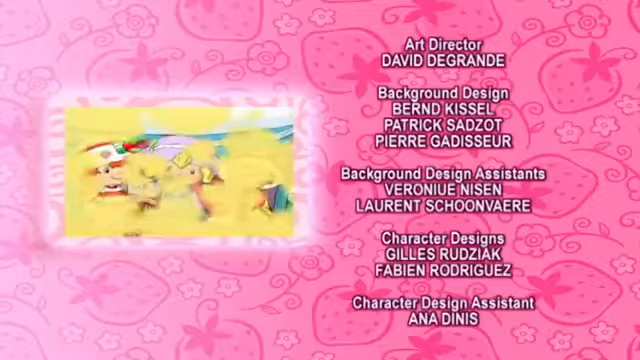 Art Director
DAVID DEGRANDE
Background Design
BERND KISSEL
PATRICK SADZOT
PIERRE GADISSEUR
Background Design Assistants
VERONIUE NISEN
LAURENT SCHOONVAERE
Character Designs
GILLES RUDZIAK
FABIEN RODRIGUEZ
Character Design Assistant
ANA DINIS